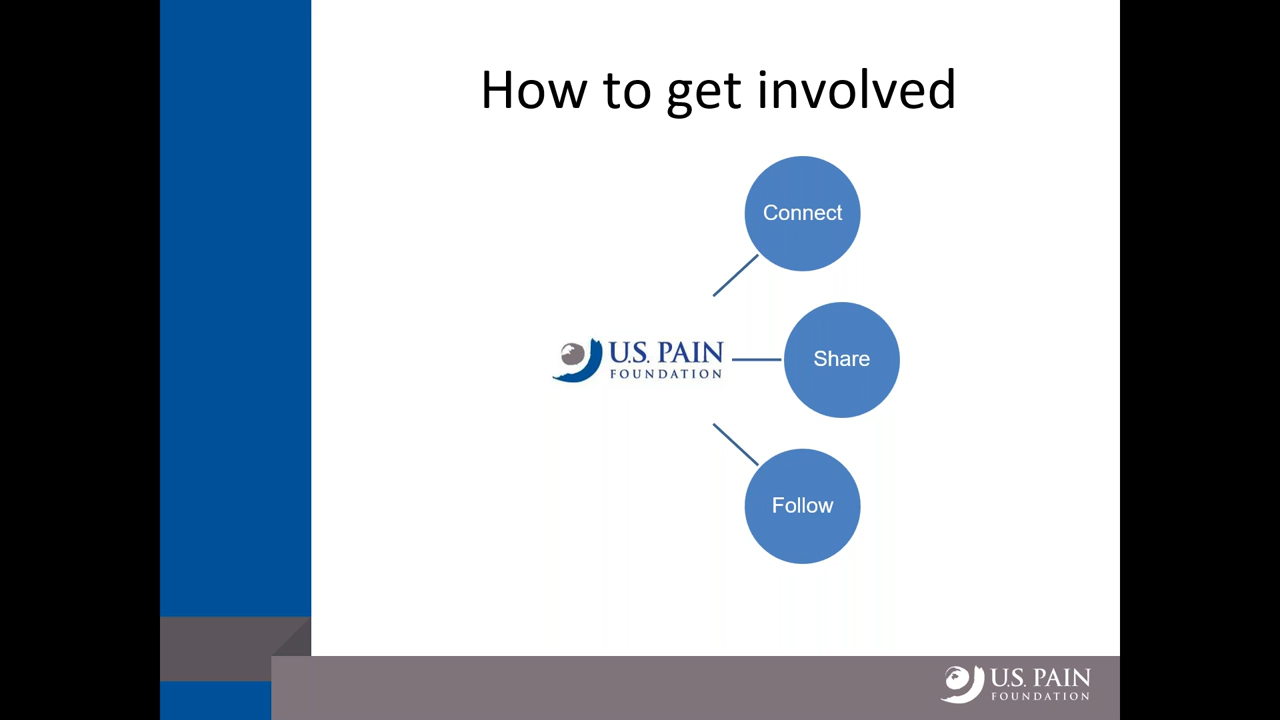 How to get involved
Connect
U.S. PAIN
FOUNDATION
Share
Follow
U.S. PAIN
FOUNDATION